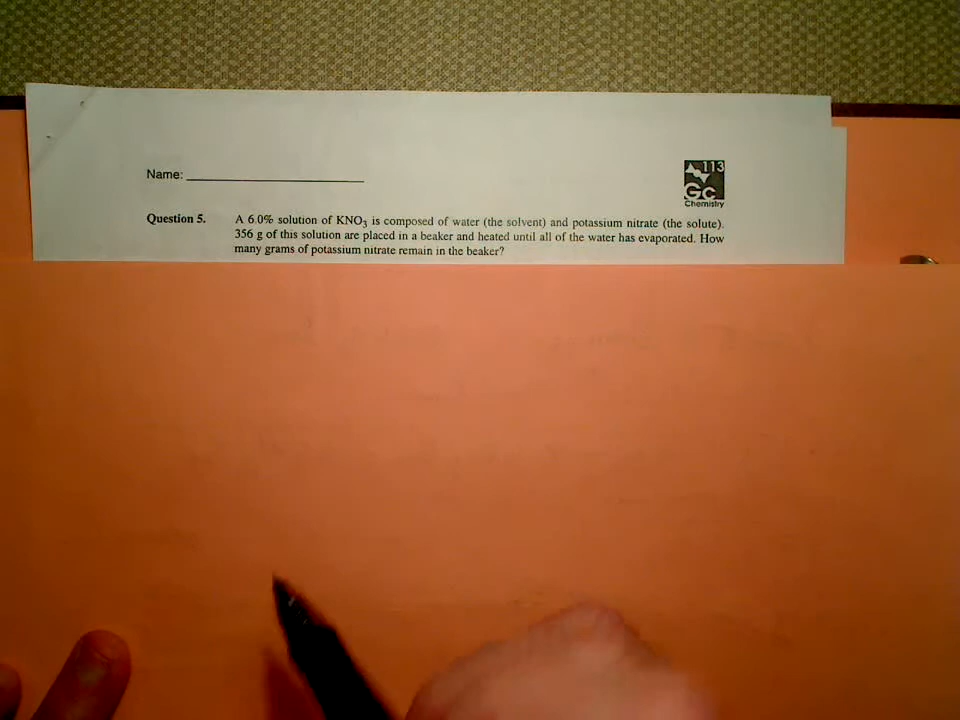 113
GC
Chemistry
Name:
Question 5. A 6.0% solution of KNO₃ is composed of water (the solvent) and potassium nitrate (the solute).
356 g of this solution are placed in a beaker and heated until all of the water has evaporated. How
many grams of potassium nitrate remain in the beaker?